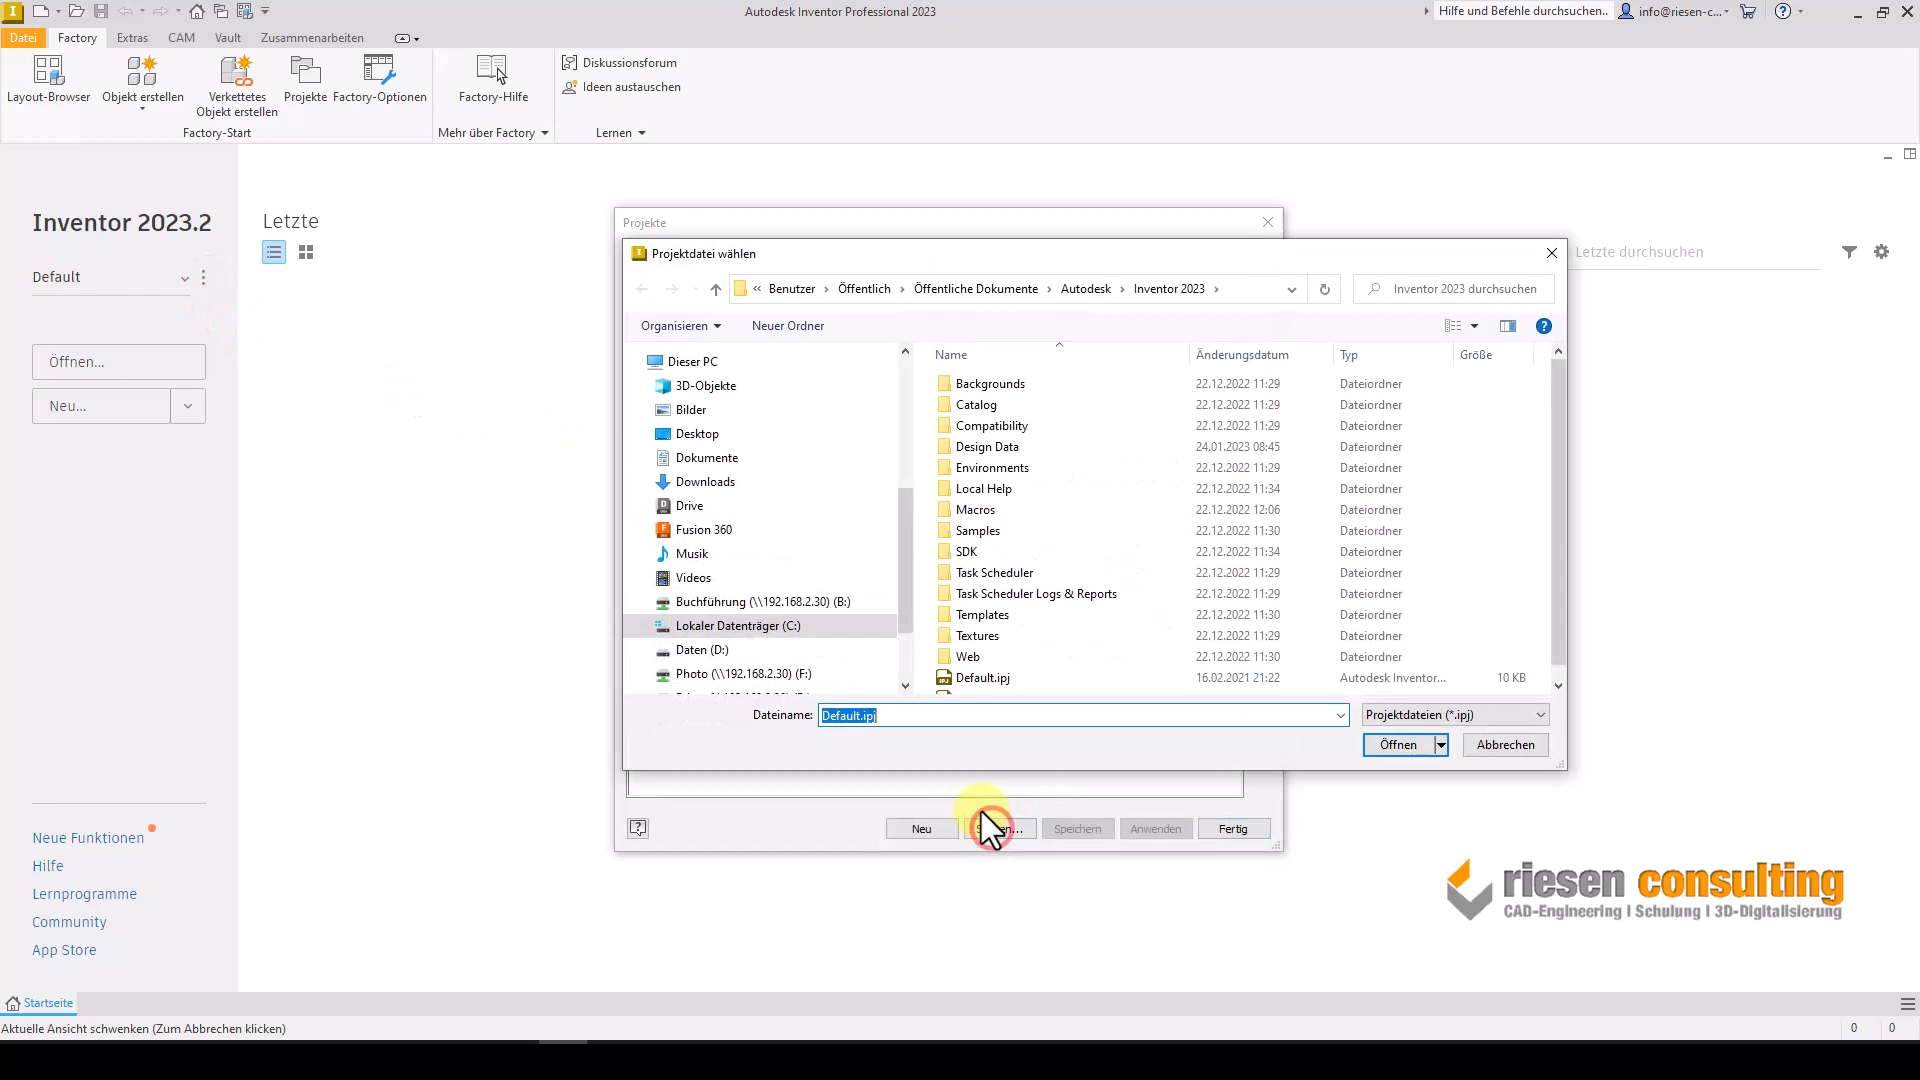 Autodesk Inventor Professional 2023
Hilfe und Befehle durchsuchen..
info@riesen-c...
Datei
Factory
Extras
CAM
Vault
Zusammenarbeiten
Layout-Browser
Objekt erstellen
Verkettetes
Objekt erstellen
Projekte
Factory-Optionen
Factory-Hilfe
Diskussionsforum
Ideen austauschen
Factory-Start
Mehr über Factory
Lernen
Inventor 2023.2
Default
Öffnen...
Neu...
Letzte
Letzte durchsuchen
Projekte
Projektdatei wählen
« Benutzer › Öffentlich › Öffentliche Dokumente › Autodesk › Inventor 2023 ›
Inventor 2023 durchsuchen
Organisieren
Neuer Ordner
Dieser PC
3D-Objekte
Bilder
Desktop
Dokumente
Downloads
Drive
Fusion 360
Musik
Videos
Buchführung (\\192.168.2.30) (B:)
Lokaler Datenträger (C:)
Daten (D:)
Photo (\\192.168.2.30) (F:)
Name Änderungsdatum Typ Größe
Backgrounds 22.12.2022 11:29 Dateiordner
Catalog 22.12.2022 11:29 Dateiordner
Compatibility 22.12.2022 11:29 Dateiordner
Design Data 24.01.2023 08:45 Dateiordner
Environments 22.12.2022 11:29 Dateiordner
Local Help 22.12.2022 11:34 Dateiordner
Macros 22.12.2022 12:06 Dateiordner
Samples 22.12.2022 11:30 Dateiordner
SDK 22.12.2022 11:34 Dateiordner
Task Scheduler 22.12.2022 11:29 Dateiordner
Task Scheduler Logs & Reports 22.12.2022 11:29 Dateiordner
Templates 22.12.2022 11:30 Dateiordner
Textures 22.12.2022 11:29 Dateiordner
Web 22.12.2022 11:30 Dateiordner
Default.ipj 16.02.2021 21:22 Autodesk Inventor... 10 KB
Dateiname: Default.ipj
Projektdateien (*.ipj)
Öffnen
Abbrechen
Neu
Speichern
Anwenden
Fertig
Neue Funktionen
Hilfe
Lernprogramme
Community
App Store
riesen consulting
CAD-Engineering | Schulung | 3D-Digitalisierung
Startseite
Aktuelle Ansicht schwenken (Zum Abbrechen klicken)
0 0